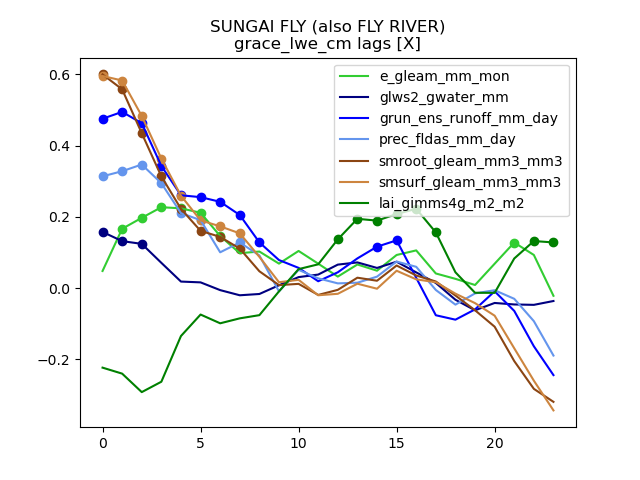 SUNGAI FLY (also FLY RIVER)
grace_lwe_cm lags [X]
e_gleam_mm_mon
glws2_gwater_mm
grun_ens_runoff_mm_day
prec_fldas_mm_day
smroot_gleam_mm3_mm3
smsurf_gleam_mm3_mm3
lai_gimms4g_m2_m2
0.6
0.4
0.2
0.0
−0.2
0 5 10 15 20